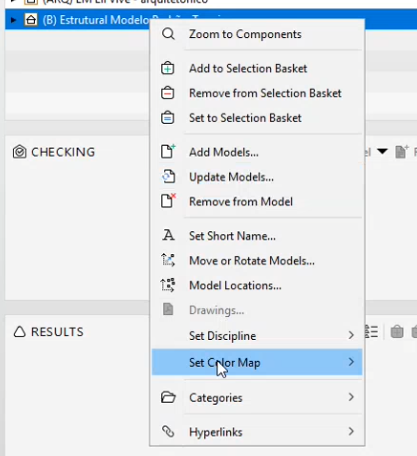 (ARQ) EM Ell Vive - arquitetonico
(B) Estrutural Modelo
Zoom to Components
Add to Selection Basket
Remove from Selection Basket
Set to Selection Basket
CHECKING
Add Models...
Update Models...
Remove from Model
Set Short Name...
Move or Rotate Models...
Model Locations...
Drawings...
RESULTS
Set Discipline
Set Color Map
Categories
Hyperlinks